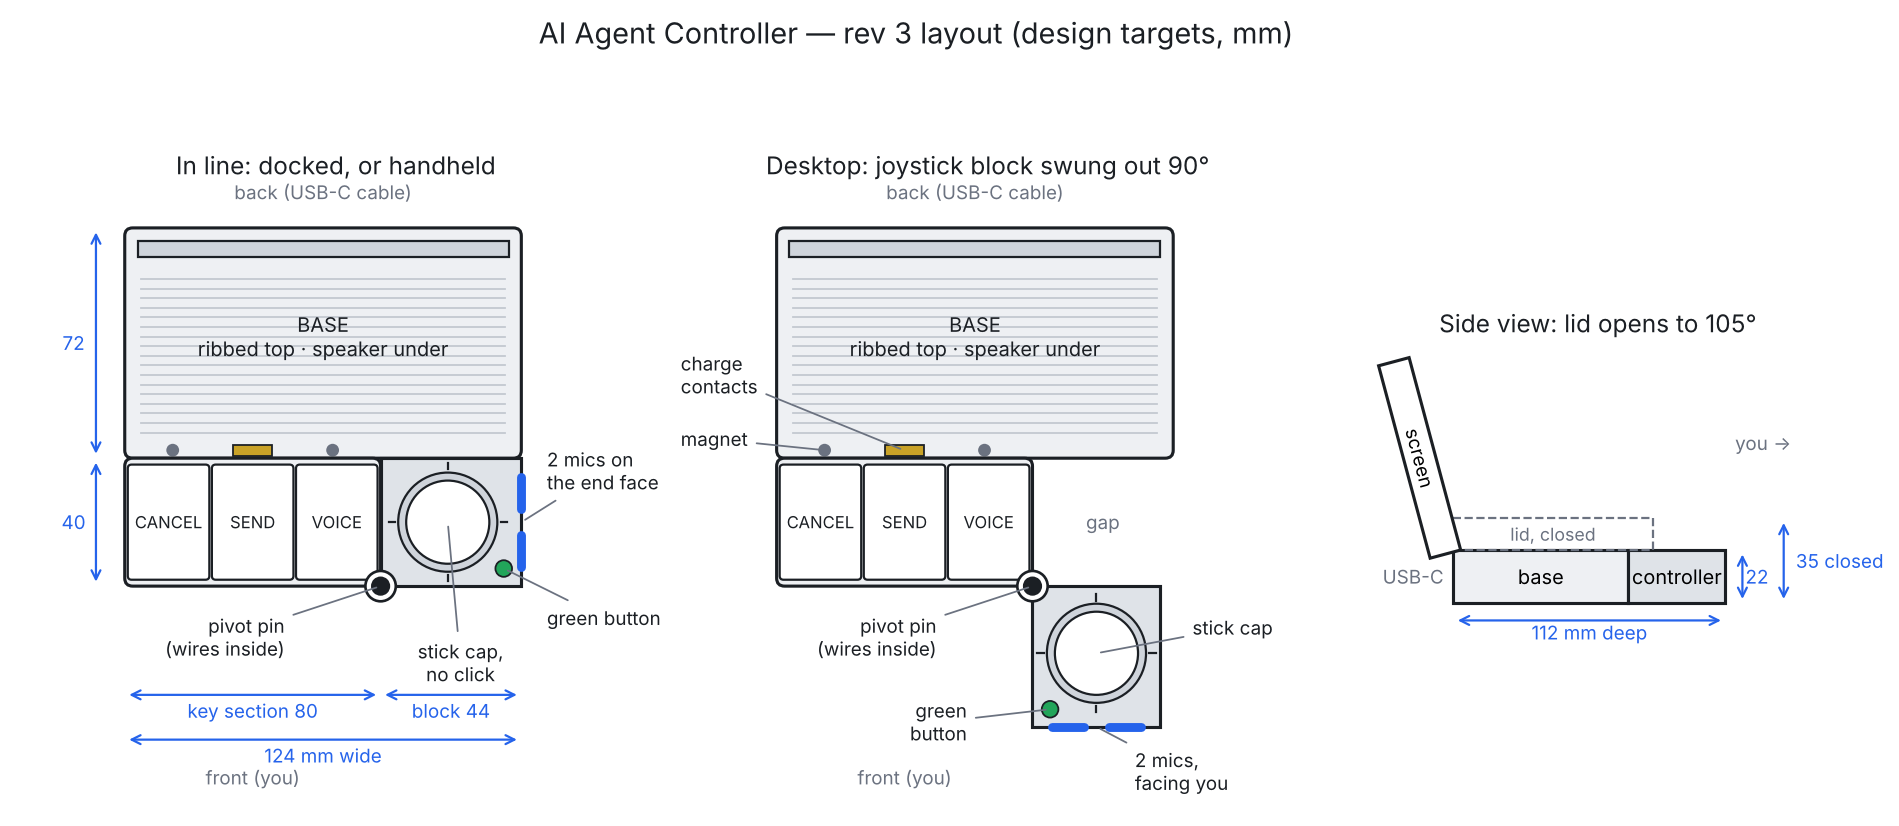 AI Agent Controller — rev 3 layout (design targets, mm)
In line: docked, or handheld
back (USB-C cable)
BASE
ribbed top · speaker under
72
40
CANCEL
SEND
VOICE
2 mics on
the end face
green button
pivot pin
(wires inside)
stick cap,
no click
key section 80
block 44
124 mm wide
front (you)
Desktop: joystick block swung out 90°
back (USB-C cable)
BASE
ribbed top · speaker under
charge
contacts
magnet
CANCEL
SEND
VOICE
gap
pivot pin
(wires inside)
stick cap
green
button
2 mics,
facing you
front (you)
Side view: lid opens to 105°
screen
you →
lid, closed
USB-C
base
controller
22
35 closed
112 mm deep